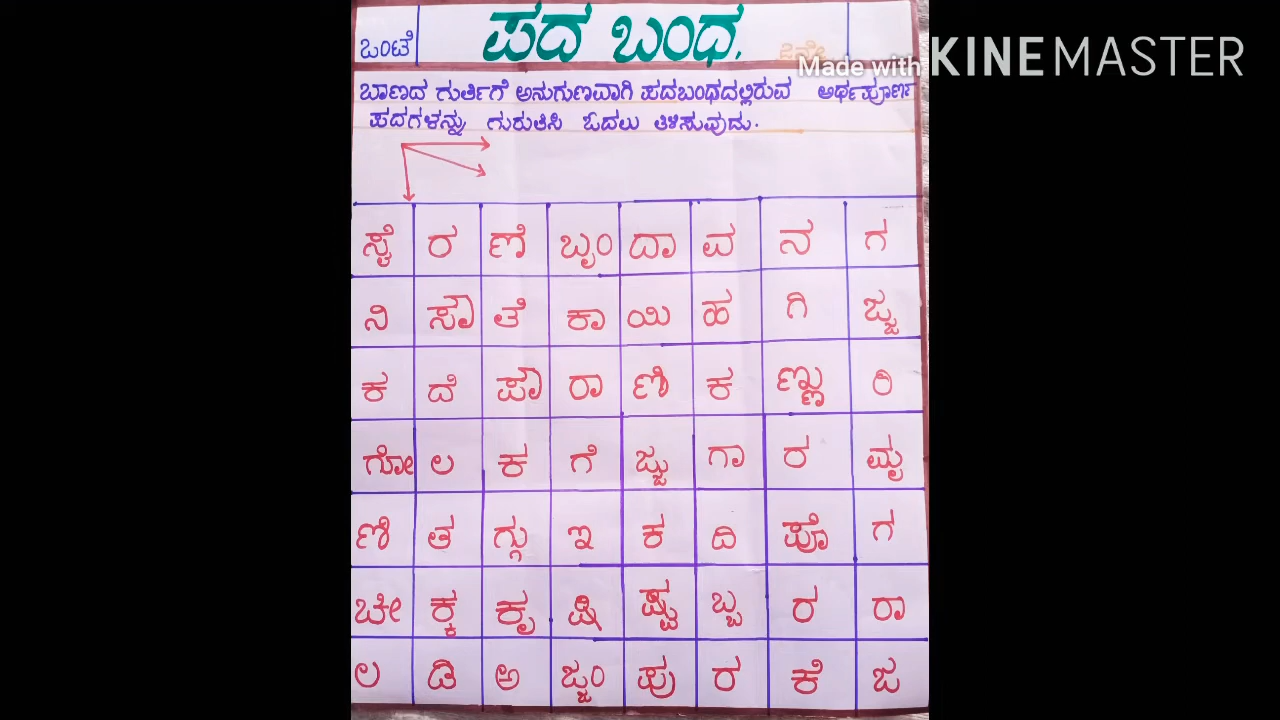 ಪದ ಬಂಧ.
ಒಂಟೆ
Made with KINEMASTER
ಬಾಣದ ಗುರ್ತಿಗೆ ಅನುಗುಣವಾಗಿ ಪದಬಂಧದಲ್ಲಿರುವ ಅರ್ಥಪೂರ್ಣ
ಪದಗಳನ್ನು ಗುರುತಿಸಿ ಓದಲು ತಿಳಿಸುವುದು.
ರ ಣಿ ಬೃಂ ದಾ ವ ನ ಗ
ನಿ ಸೌ ತೆ ಕಾ ಯಿ ಹ ಗಿ ಜ್ಜು
ಕ ದೆ ಪೌ ರಾ ಣಿ ಕ ಣ್ಣು ರಿ
ಗೋ ಲ ಕ ಗೆ ಜ್ಜು ಗಾ ರ ಮೃ
ಣಿ ತ ಗ್ಗು ಇ ಕ ದಿ ಪೊ ಗ
ಚೀ ಕ್ಕ ಕೃ ಷಿ ಬ್ಬ ರ ರಾ
ಲ ಡಿ ಅ ಜ್ಜಂ ಪು ರ ಕೆ ಜ